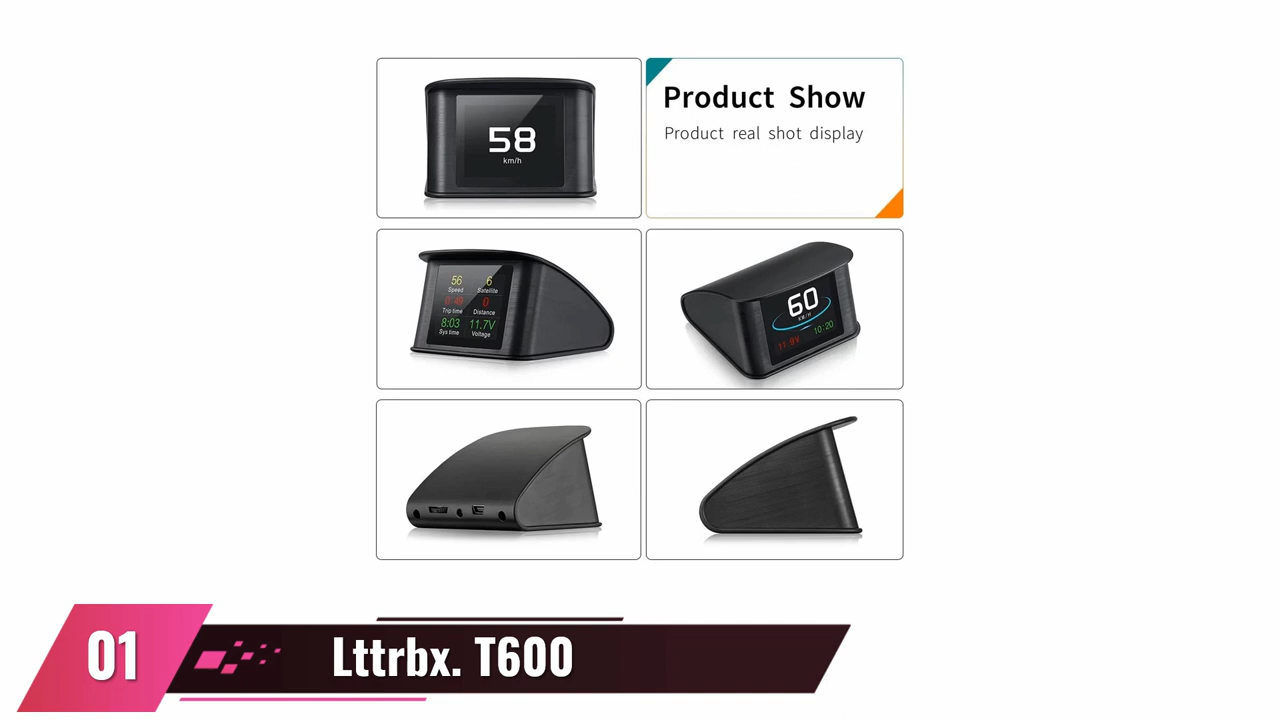 58
km/h
Product Show
Product real shot display
56 6
Speed Satellite
0
Trip time Distance
8:03 11.7V
Sys time Voltage
60
KM/H
11.9V 10:20
01
Lttrbx. T600